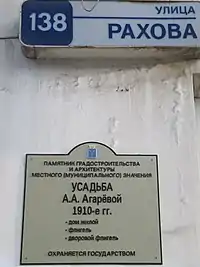 138
УЛИЦА
РАХОВА
ПАМЯТНИК ГРАДОСТРОИТЕЛЬСТВА
И АРХИТЕКТУРЫ
МЕСТНОГО (МУНИЦИПАЛЬНОГО) ЗНАЧЕНИЯ
УСАДЬБА
А.А. Агарёвой
1910-е гг.
- дом жилой
- флигель
- дворовой флигель
ОХРАНЯЕТСЯ ГОСУДАРСТВОМ